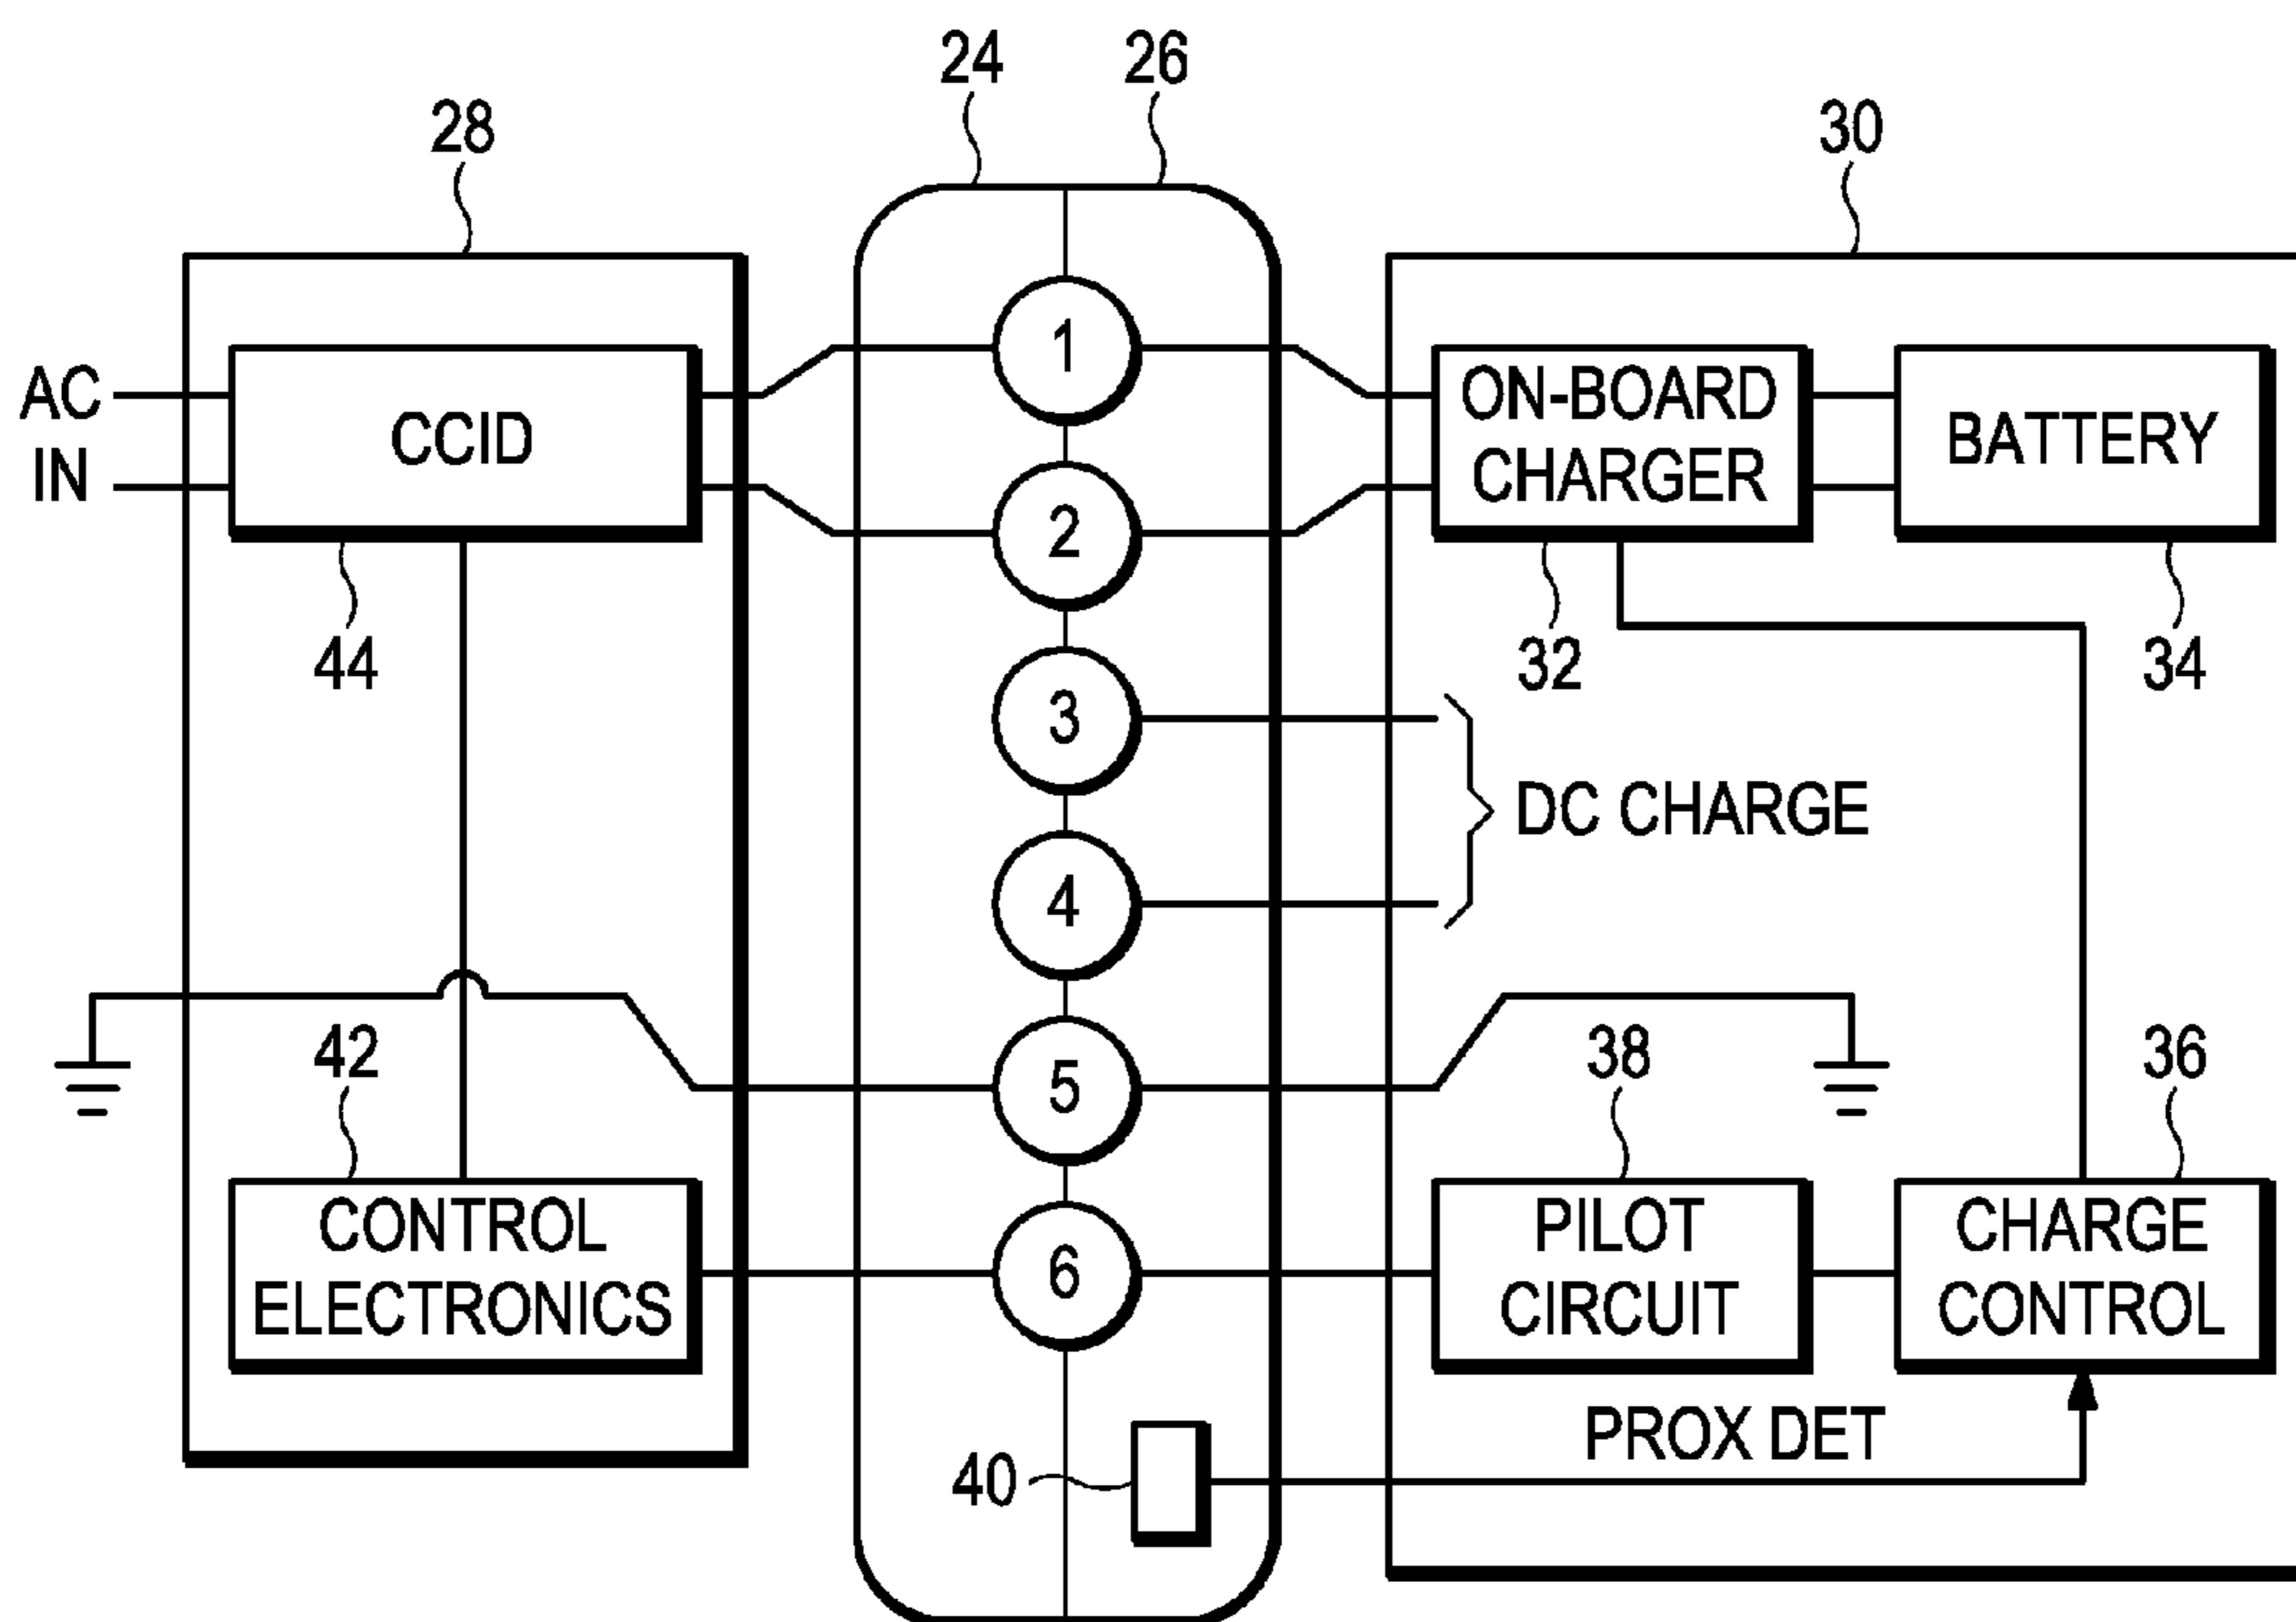 24
26
28
30
AC
IN
CCID
44
1
2
3
4
5
6
ON-BOARD
CHARGER
32
BATTERY
34
DC CHARGE
42
CONTROL
ELECTRONICS
38
PILOT
CIRCUIT
36
CHARGE
CONTROL
PROX DET
40